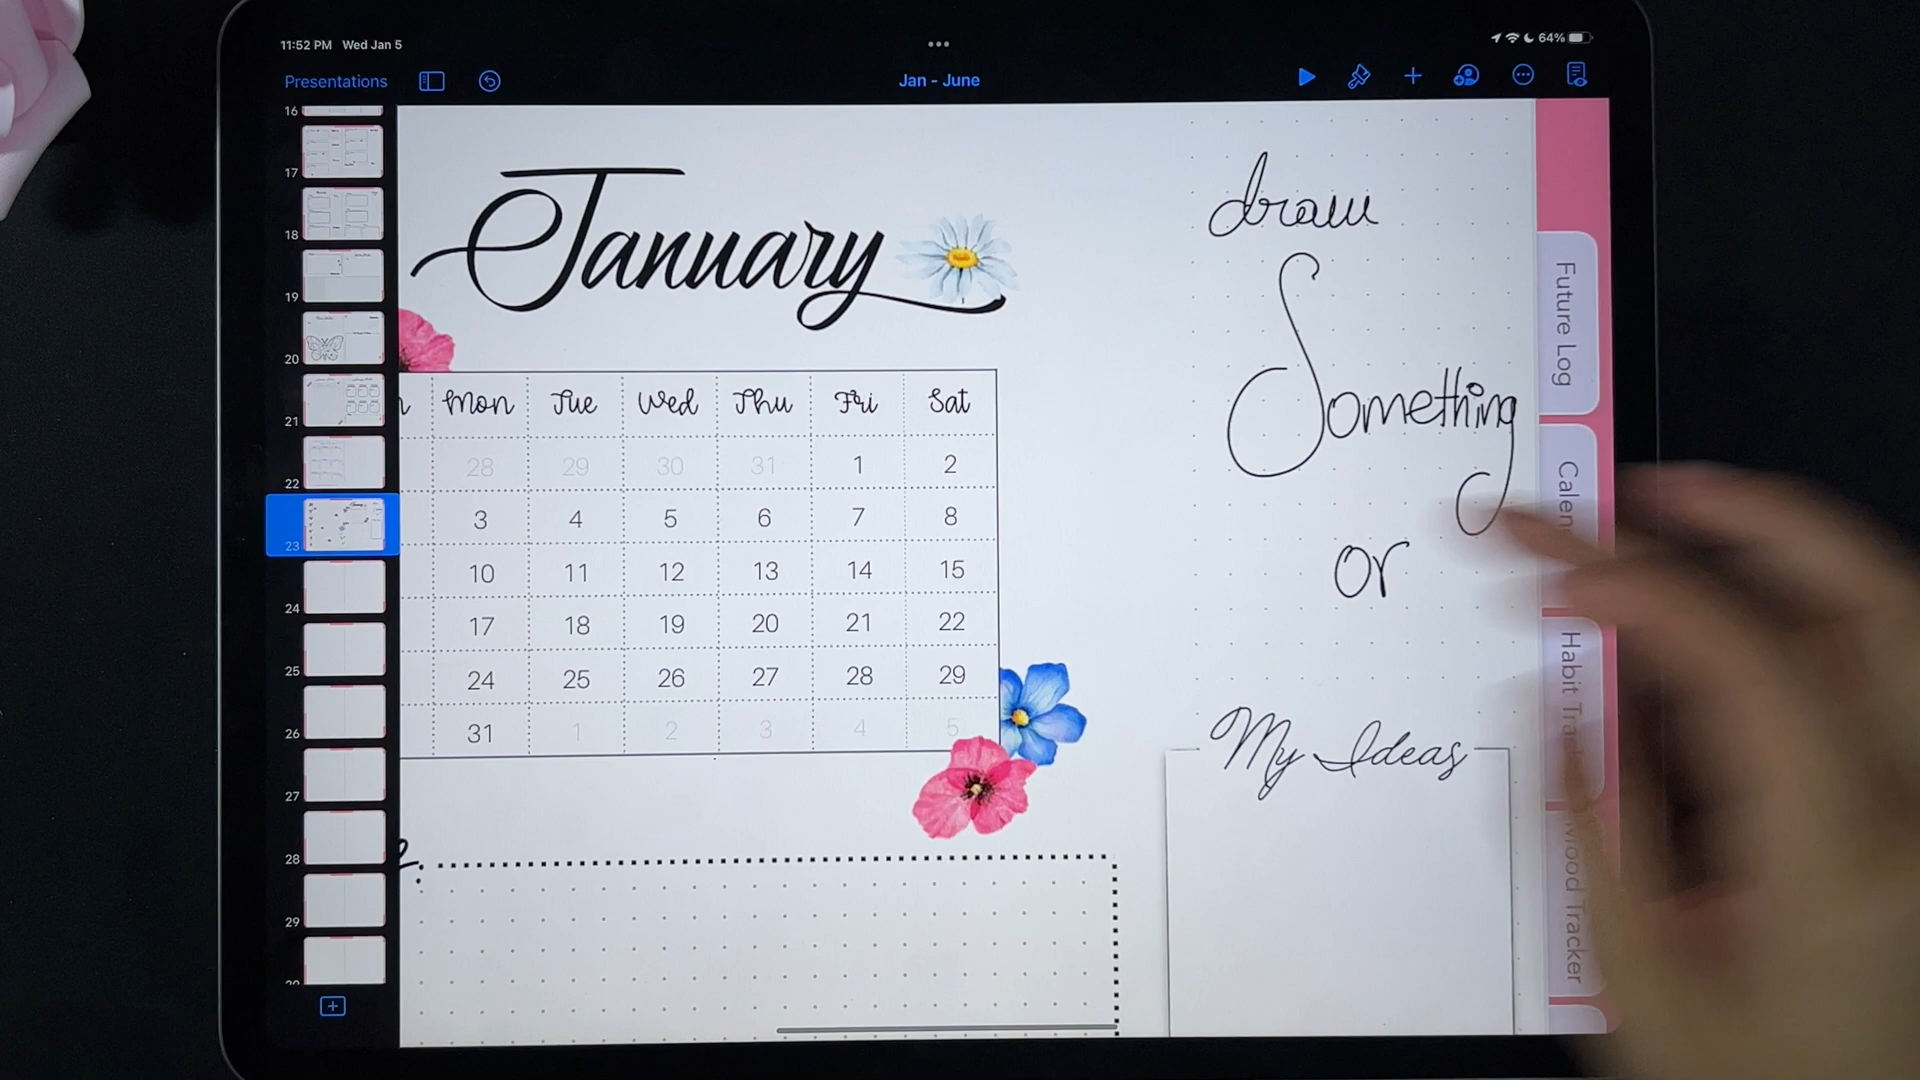 11:52 PM Wed Jan 5
64%
Presentations
Jan - June
16
17
18
19
20
21
22
23
24
25
26
27
28
29
January
Mon Tue Wed Thu Fri Sat
28 29 30 31 1 2
3 4 5 6 7 8
10 11 12 13 14 15
17 18 19 20 21 22
24 25 26 27 28 29
31 1 2 3 4 5
draw
Something
or
My Ideas
Future Log
Calen
Habit Tra
Mood Tracker